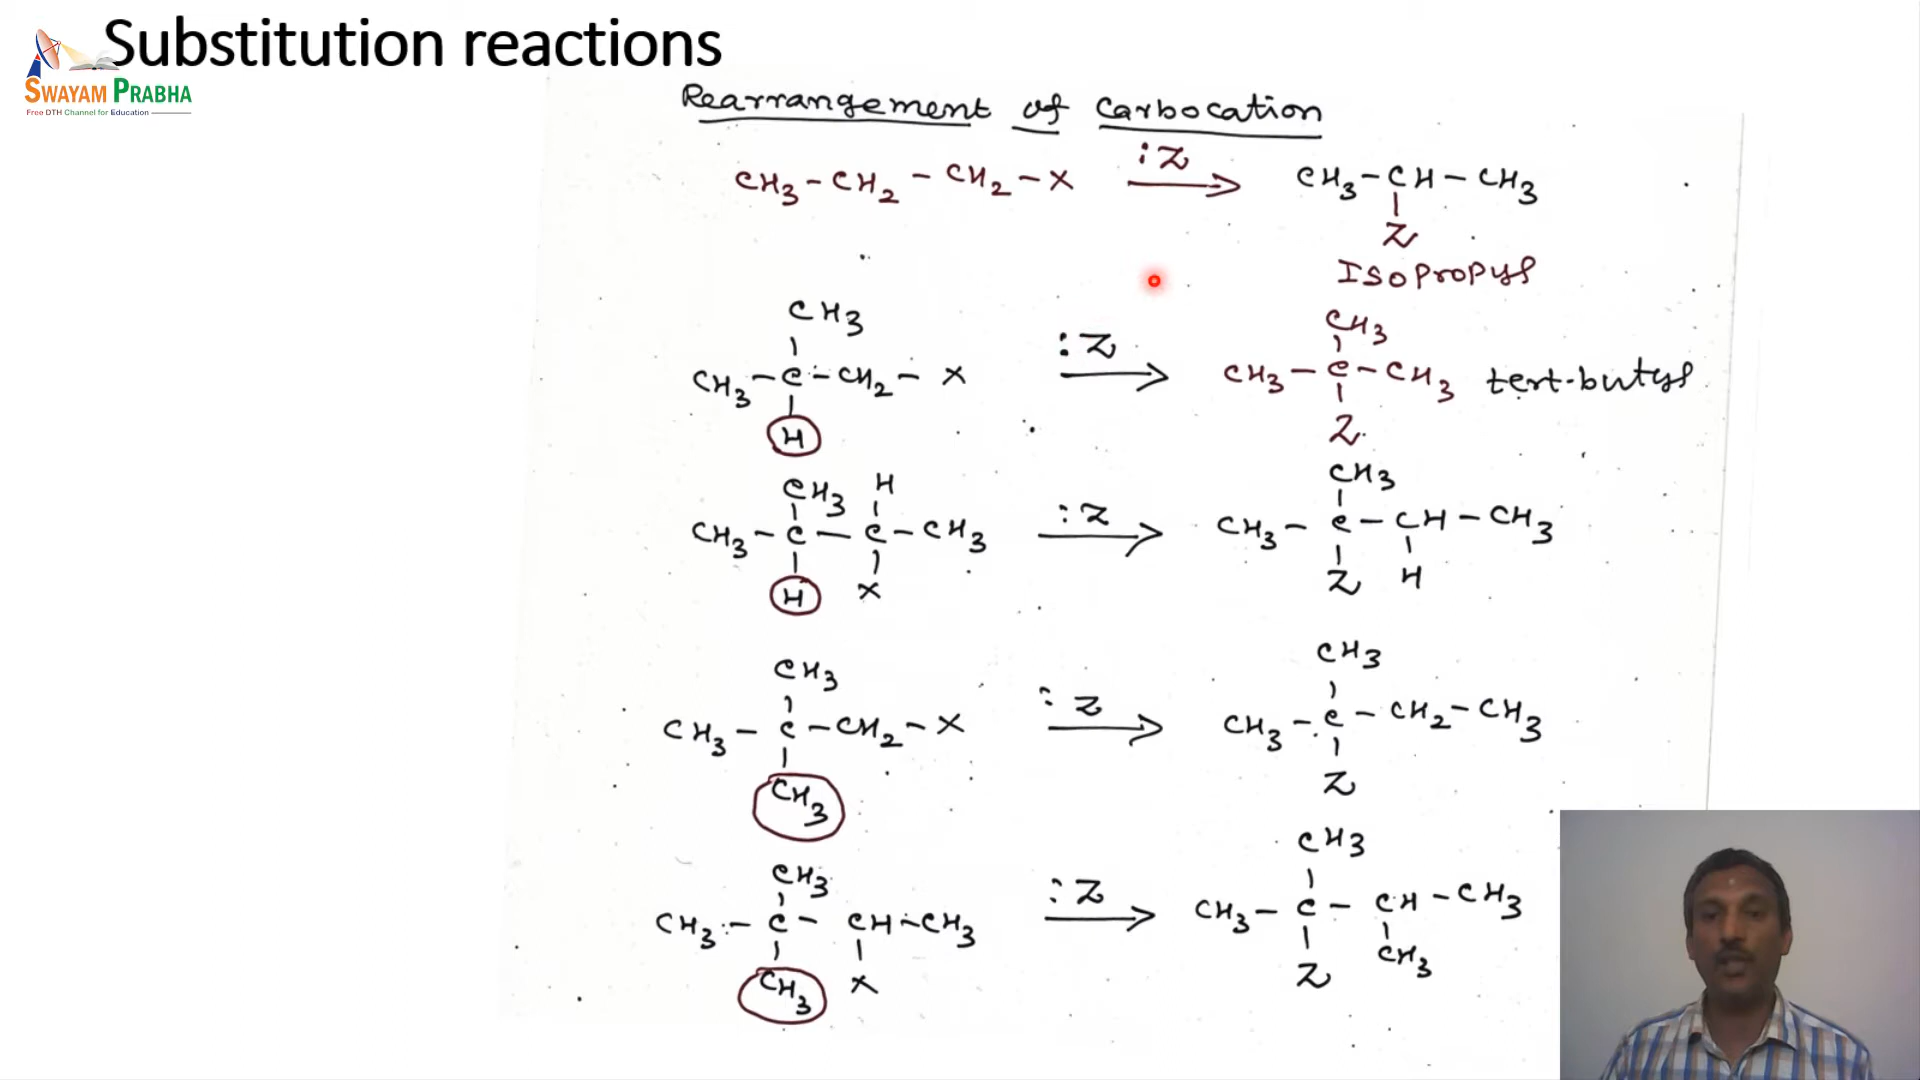 Substitution reactions
SWAYAM PRABHA
Free DTH Channel for Education
Rearrangement of Carbocation
CH3-CH2-CH2-X :Z CH3-CH-CH3
Z
Isopropyl
CH3 CH3
CH3-C-CH2-X :Z CH3-C-CH3 tert-butyl
H Z
CH3 H CH3
CH3-C-C-CH3 :Z CH3-C-CH-CH3
H X Z H
CH3 CH3
CH3-C-CH2-X :Z CH3-C-CH2-CH3
CH3 Z
CH3 CH3
CH3-C-CH-CH3 :Z CH3-C-CH-CH3
CH3 X Z CH3